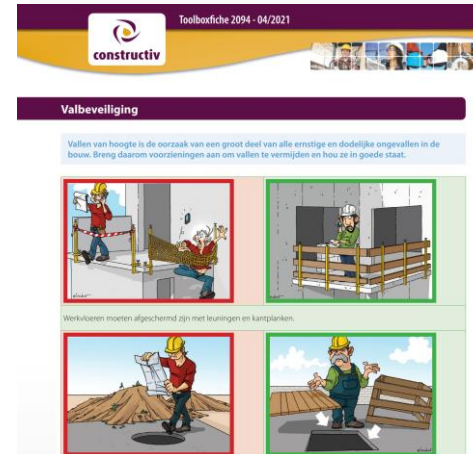 Toolboxfiche 2094 - 04/2021
constructiv
Valbeveiliging
Vallen van hoogte is de oorzaak van een groot deel van alle ernstige en dodelijke ongevallen in de
bouw. Breng daarom voorzieningen aan om vallen te vermijden en hou ze in goede staat.
Werkvloeren moeten afgeschermd zijn met leuningen en kantplanken.